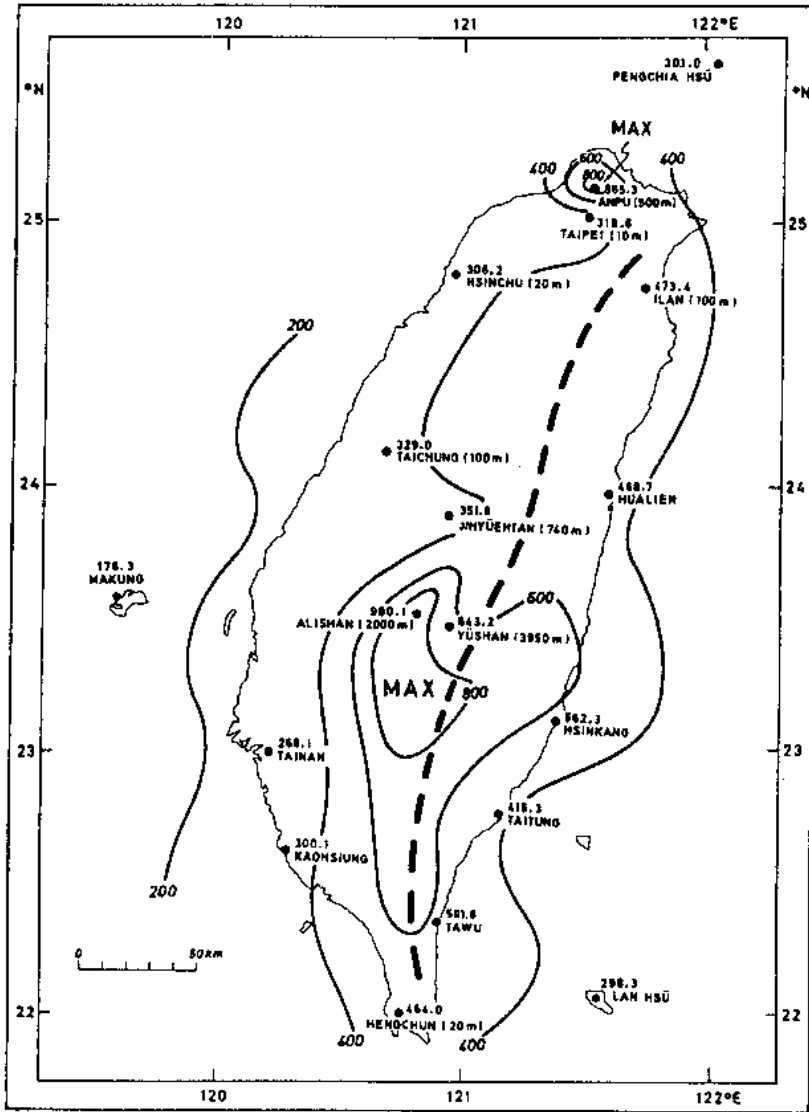 120 121 122°E
303.0
PENGCHIA HSÜ
°N °N
MAX
400 600 400
800
ANPU (500m)
25 318.6 25
TAIPEI (10m)
306.2
HSINCHU (20m)
473.4
ILAN (100m)
200
329.0
TAICHUNG (100m)
24 468.7 24
HUALIEN
351.8
JIHYÜEHTAN (760m)
176.3
MAKUNG
600
980.1
ALISHAN (2000m)
643.2
YÜSHAN (3950m)
MAX 800
562.3
HSINKANG
23 268.1 23
TAINAN
415.3
TAITUNG
300.1
KAOHSIUNG
200
501.6
TAWU
0 50km
298.3
LAN HSÜ
22 464.0 22
HENGCHUN (20m)
400 400
120 121 122